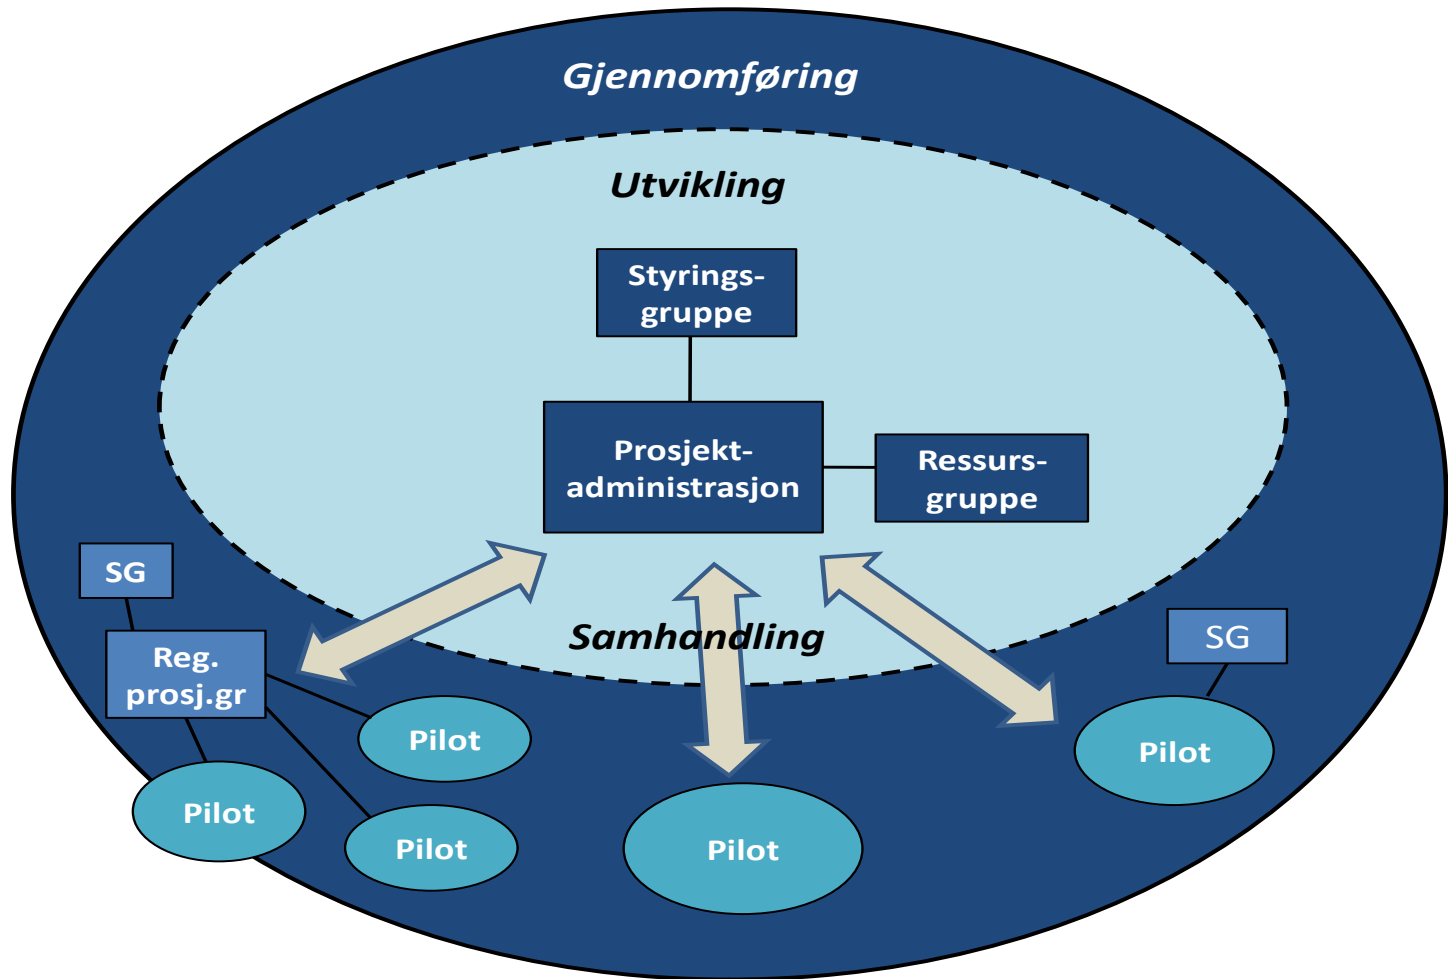 Gjennomføring
Utvikling
Styrings-
gruppe
Prosjekt-
administrasjon
Ressurs-
gruppe
SG
Samhandling
SG
Reg.
prosj.gr
Pilot
Pilot
Pilot
Pilot
Pilot